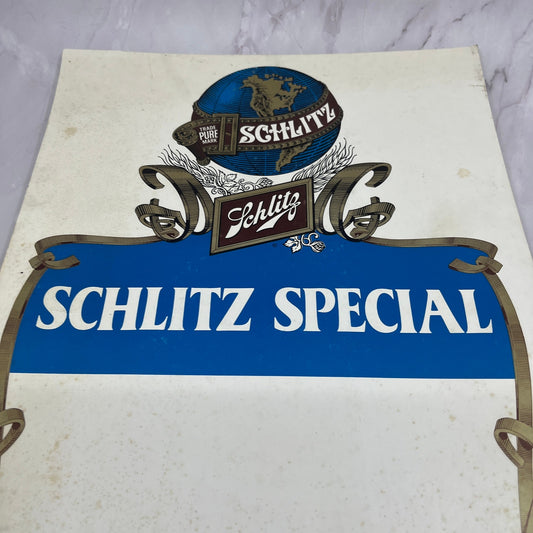 TRADE
PURE
MARK
SCHLITZ
Schlitz
SCHLITZ SPECIAL